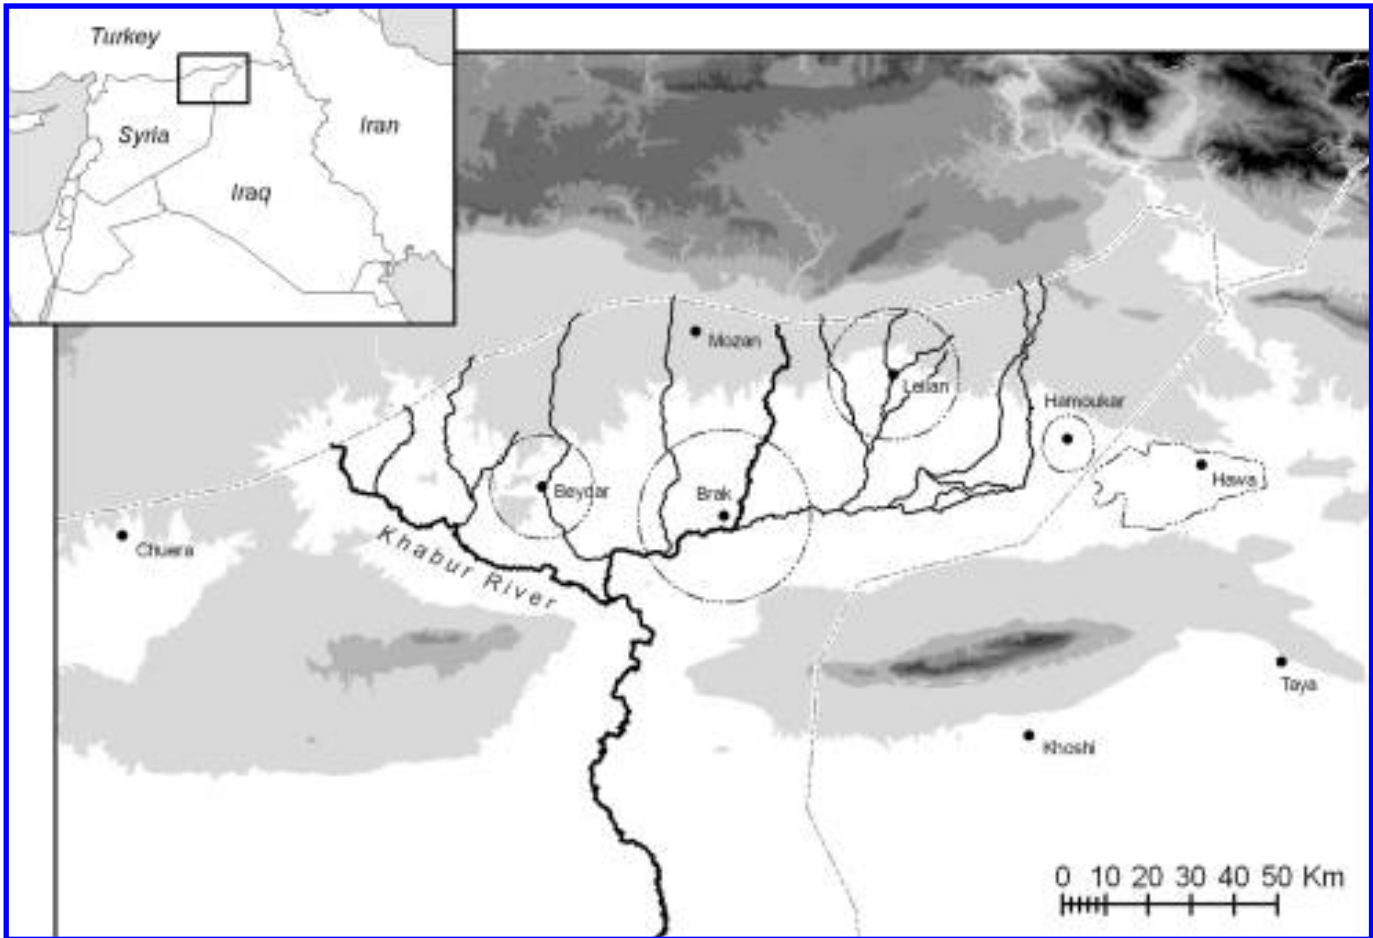 Turkey
Syria
Iran
Iraq
Mozan
Leilan
Hamoukar
Beydar
Brak
Hawa
Chuera
Khabur River
Taya
Khoshi
0 10 20 30 40 50 Km